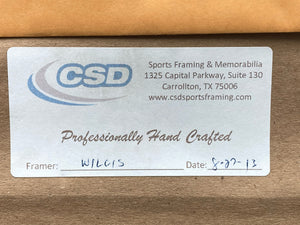 CSD
Sports Framing & Memorabilia
1325 Capital Parkway, Suite 130
Carrollton, TX 75006
www.csdsportsframing.com
Professionally Hand Crafted
Framer: Date: 8-27-13